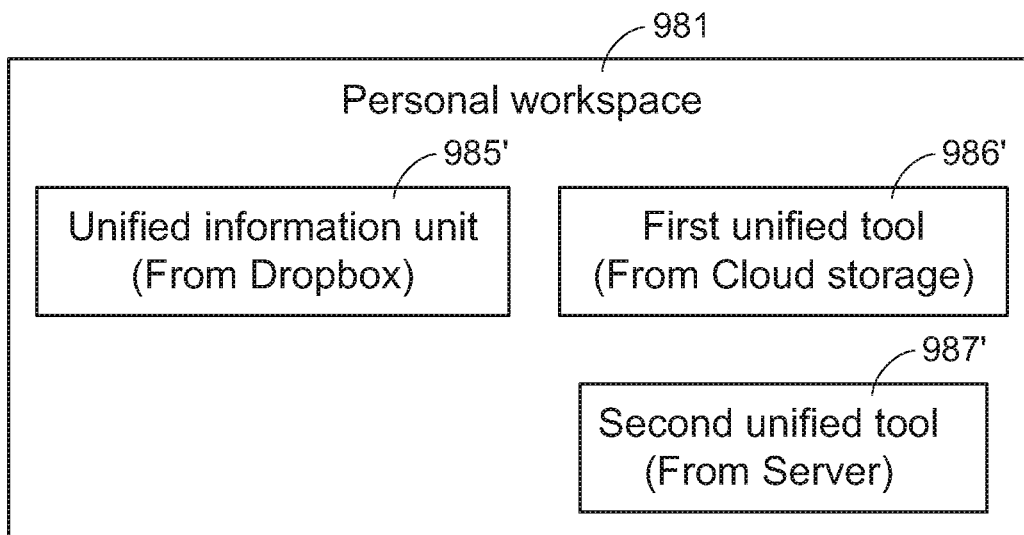 981
Personal workspace
985'
Unified information unit
(From Dropbox)
986'
First unified tool
(From Cloud storage)
987'
Second unified tool
(From Server)